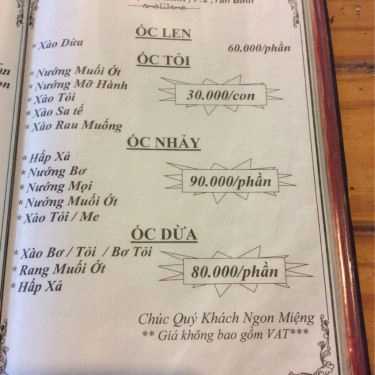 Tân Bình
ỐC LEN
* Xào Dừa 60.000/phần
ỐC TỎI
* Nướng Muối Ớt
* Nướng Mỡ Hành
* Xào Tỏi
* Xào Sa tế
* Xào Rau Muống
30.000/con
ỐC NHẢY
* Hấp Xả
* Nướng Bơ
* Nướng Mọi
* Nướng Muối Ớt
* Xào Tỏi / Me
90.000/phần
ỐC DỪA
* Xào Bơ / Tỏi / Bơ Tỏi
* Rang Muối Ớt
* Hấp Xả
80.000/phần
Chúc Quý Khách Ngon Miệng
** Giá không bao gồm VAT***